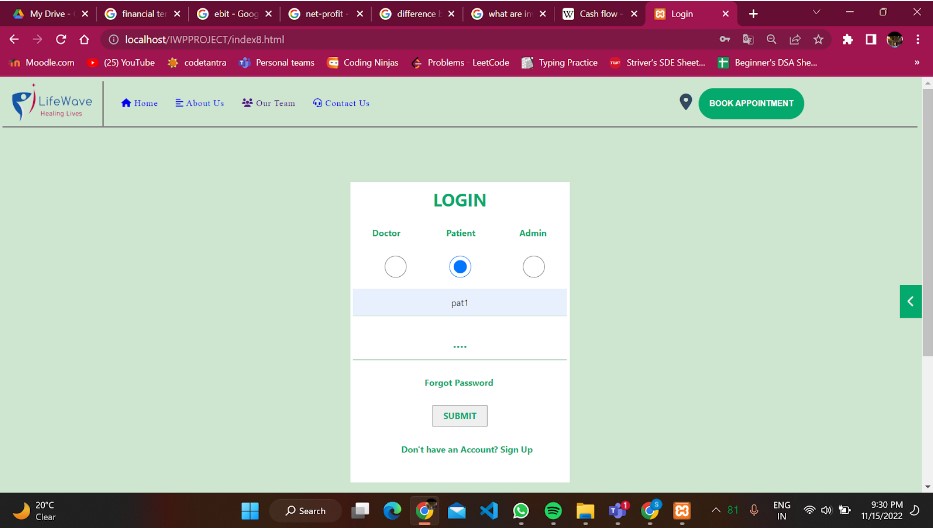 My Drive -
financial te
ebit - Goog
net-profit -
difference b
what are in
Cash flow -
Login
localhost/IWPPROJECT/index8.html
Moodle.com
(25) YouTube
codetantra
Personal teams
Coding Ninjas
Problems
LeetCode
Typing Practice
Striver's SDE Sheet...
Beginner's DSA She...
LifeWave
Healing Lives
Home
About Us
Our Team
Contact Us
BOOK APPOINTMENT
LOGIN
Doctor Patient Admin
pat1
Forgot Password
SUBMIT
Don't have an Account? Sign Up
20°C
Clear
Search
81
ENG
IN
9:30 PM
11/15/2022